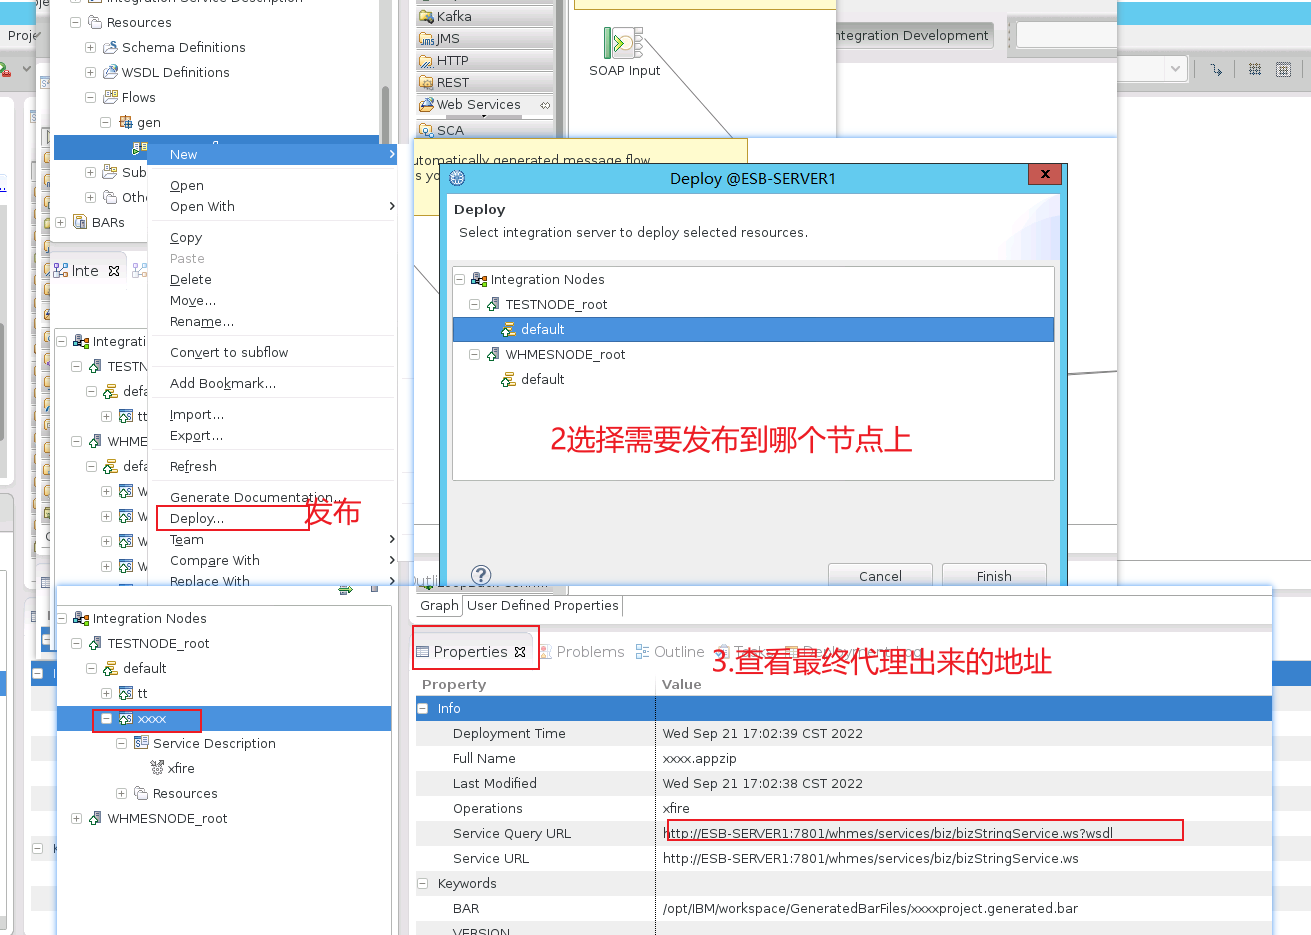 Resources
Schema Definitions
WSDL Definitions
Flows
gen
BARs
Kafka
JMS
HTTP
REST
Web Services
SCA
SOAP Input
ntegration Development
utomatically generated message flow
New
Open
Open With
Copy
Paste
Delete
Move...
Rename...
Convert to subflow
Add Bookmark...
Import...
Export...
Refresh
Generate Documentation...
Deploy...
发布
Team
Compare With
Replace With
Inte
Integrati
TESTN
defa
tt
WHME
defa
W
W
W
W
Deploy @ESB-SERVER1
Deploy
Select integration server to deploy selected resources.
Integration Nodes
TESTNODE_root
default
WHMESNODE_root
default
2选择需要发布到哪个节点上
Cancel
Finish
Integration Nodes
TESTNODE_root
default
tt
xxxx
Service Description
xfire
Resources
WHMESNODE_root
Graph
User Defined Properties
Properties
Problems
Outline
3.查看最终代理出来的地址
Property Value
Info
Deployment Time Wed Sep 21 17:02:39 CST 2022
Full Name xxxx.appzip
Last Modified Wed Sep 21 17:02:38 CST 2022
Operations xfire
Service Query URL http://ESB-SERVER1:7801/whmes/services/biz/bizStringService.ws?wsdl
Service URL http://ESB-SERVER1:7801/whmes/services/biz/bizStringService.ws
Keywords
BAR /opt/IBM/workspace/GeneratedBarFiles/xxxxproject.generated.bar
VERSION